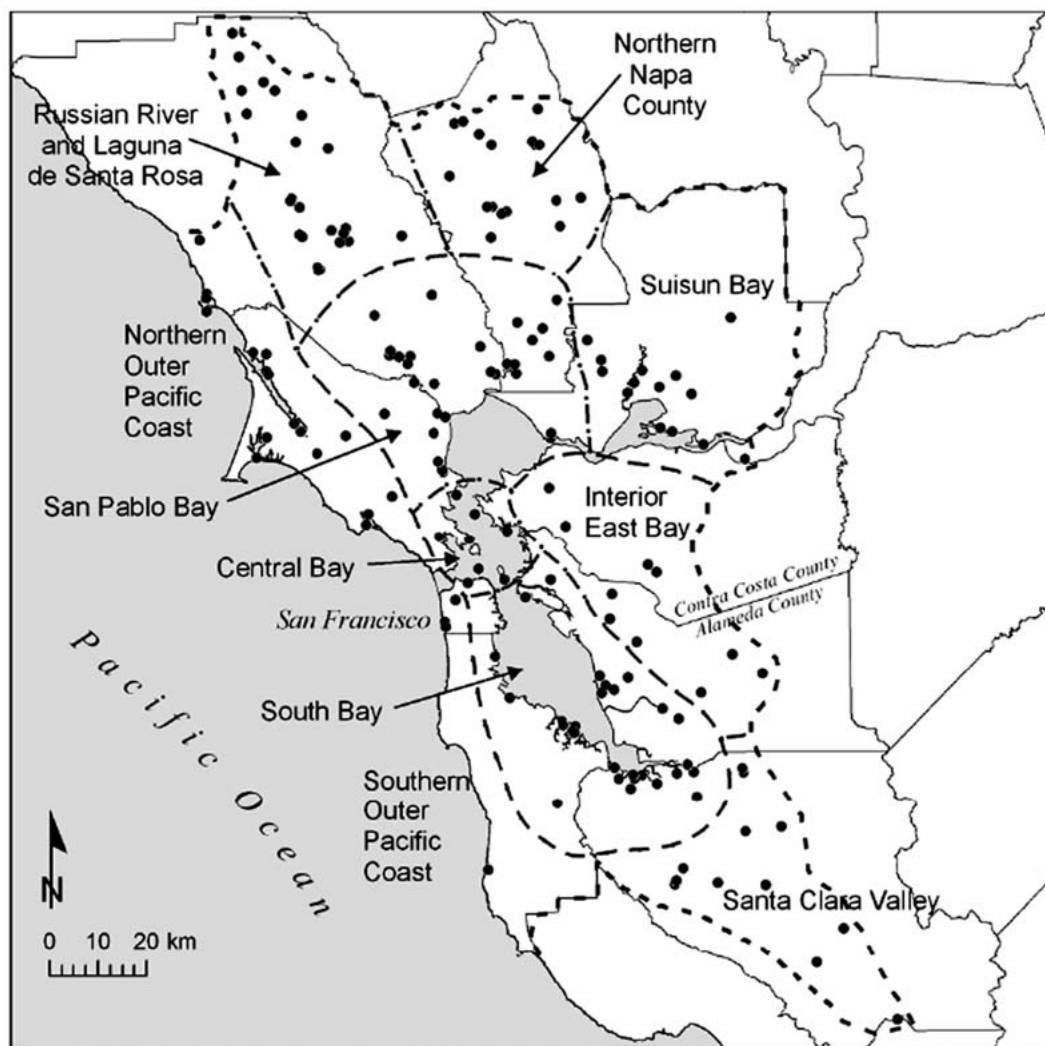 Northern
Napa
County
Russian River
and Laguna
de Santa Rosa
Suisun Bay
Northern
Outer
Pacific
Coast
San Pablo Bay
Interior
East Bay
Central Bay
Contra Costa County
Alameda County
San Francisco
South Bay
Pacific Ocean
Southern
Outer
Pacific
Coast
Santa Clara Valley
N
0 10 20 km